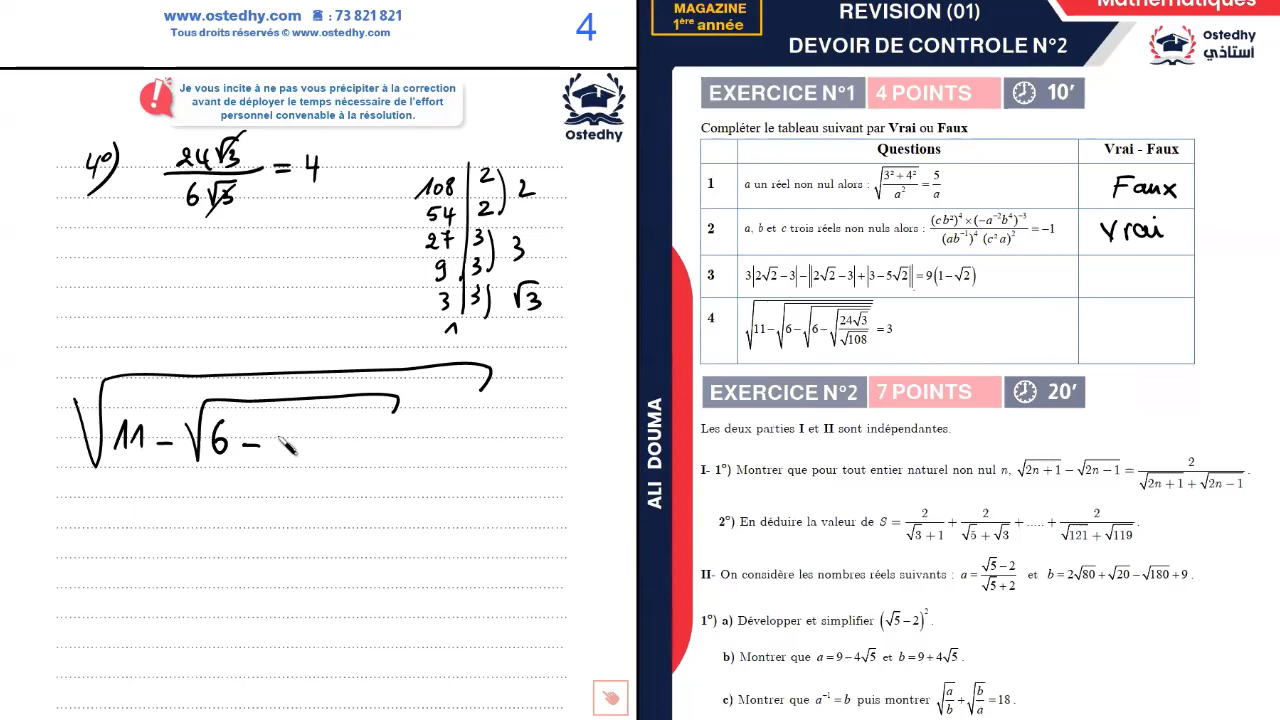 www.ostedhy.com ☎ : 73 821 821
Tous droits réservés © www.ostedhy.com
4
Je vous incite à ne pas vous précipiter à la correction
avant de déployer le temps nécessaire de l'effort
personnel convenable à la résolution.
Ostedhy
4°) 24√3 / 6√3 = 4
108 | 2
54 | 2 ) 2
27 | 3
9 | 3 ) 3
3 | 3 ) √3
1
√(11 − √(6 −
ALI DOUMA
MAGAZINE
1ère année
REVISION (01)
DEVOIR DE CONTROLE N°2
Mathématiques
Ostedhy
أستاذي
EXERCICE N°1 4 POINTS 10'
Compléter le tableau suivant par Vrai ou Faux
Questions Vrai - Faux
1 a un réel non nul alors : √((3² + 4²)/a²) = 5/a Faux
2 a, b et c trois réels non nuls alors : ((cb²)⁴ × (−a⁻²b⁴)⁻³) / ((ab⁻¹)⁴ (c²a)²) = −1 Vrai
3 3|2√2 − 3| − ||2√2 − 3| + |3 − 5√2|| = 9(1 − √2)
4 √(11 − √(6 − √(6 − √(24√3 / √108)))) = 3
EXERCICE N°2 7 POINTS 20'
Les deux parties I et II sont indépendantes.
I- 1°) Montrer que pour tout entier naturel non nul n, √(2n+1) − √(2n−1) = 2 / (√(2n+1) + √(2n−1)) .
2°) En déduire la valeur de S = 2/(√3 + 1) + 2/(√5 + √3) + ..... + 2/(√121 + √119) .
II- On considère les nombres réels suivants : a = (√5 − 2)/(√5 + 2) et b = 2√80 + √20 − √180 + 9 .
1°) a) Développer et simplifier (√5 − 2)² .
b) Montrer que a = 9 − 4√5 et b = 9 + 4√5 .
c) Montrer que a⁻¹ = b puis montrer √(a/b) + √(b/a) = 18 .